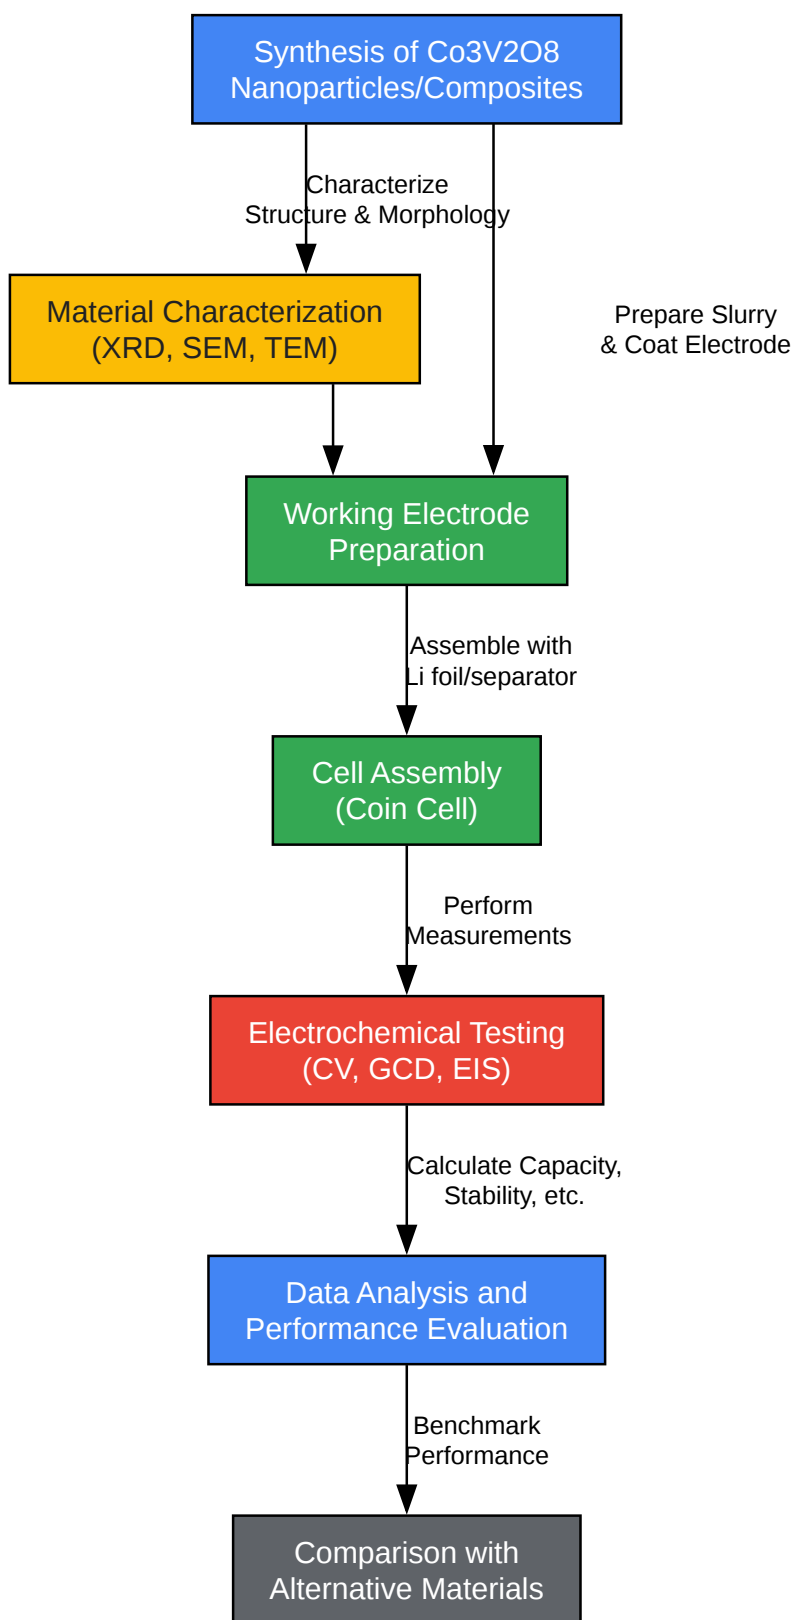 Synthesis of Co3V2O8
Nanoparticles/Composites
Characterize
Structure & Morphology
Material Characterization
(XRD, SEM, TEM)
Prepare Slurry
& Coat Electrode
Working Electrode
Preparation
Assemble with
Li foil/separator
Cell Assembly
(Coin Cell)
Perform
Measurements
Electrochemical Testing
(CV, GCD, EIS)
Calculate Capacity,
Stability, etc.
Data Analysis and
Performance Evaluation
Benchmark
Performance
Comparison with
Alternative Materials